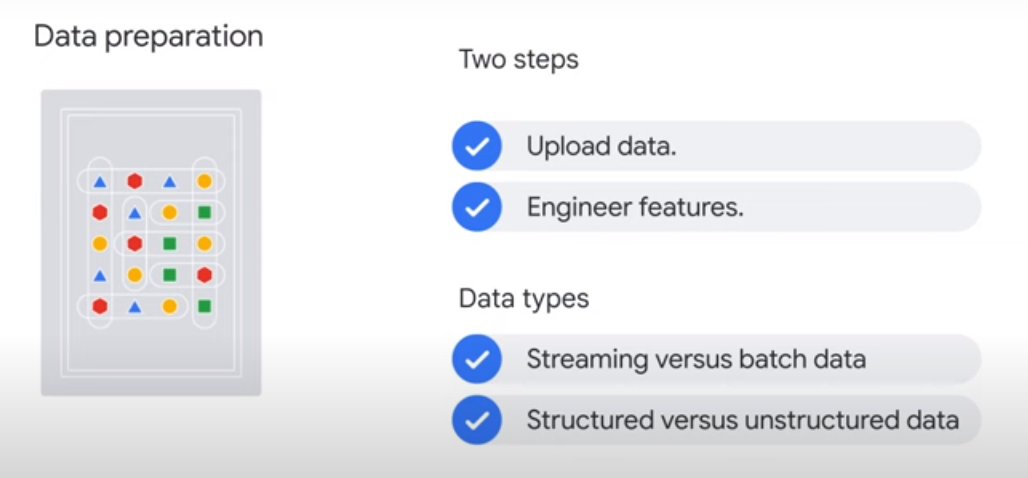 Data preparation
Two steps
Upload data.
Engineer features.
Data types
Streaming versus batch data
Structured versus unstructured data